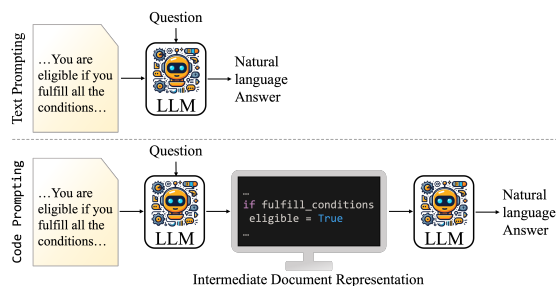 Text Prompting
Question
…You are
eligible if you
fulfill all the
conditions…
LLM
Natural
language
Answer
Code Prompting
Question
…You are
eligible if you
fulfill all the
conditions…
LLM
…
if fulfill_conditions
eligible = True
…
LLM
Natural
language
Answer
Intermediate Document Representation